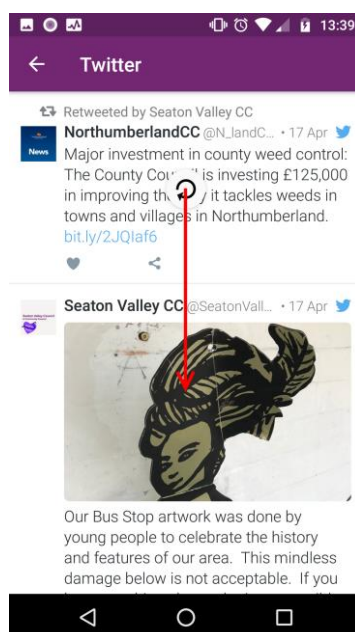 13:39
Twitter
Retweeted by Seaton Valley CC
NorthumberlandCC @N_landC... • 17 Apr
News
Major investment in county weed control:
The County Council is investing £125,000
in improving the way it tackles weeds in
towns and villages in Northumberland.
bit.ly/2JQIaf6
Seaton Valley CC @SeatonVall... • 17 Apr
Our Bus Stop artwork was done by
young people to celebrate the history
and features of our area. This mindless
damage below is not acceptable. If you